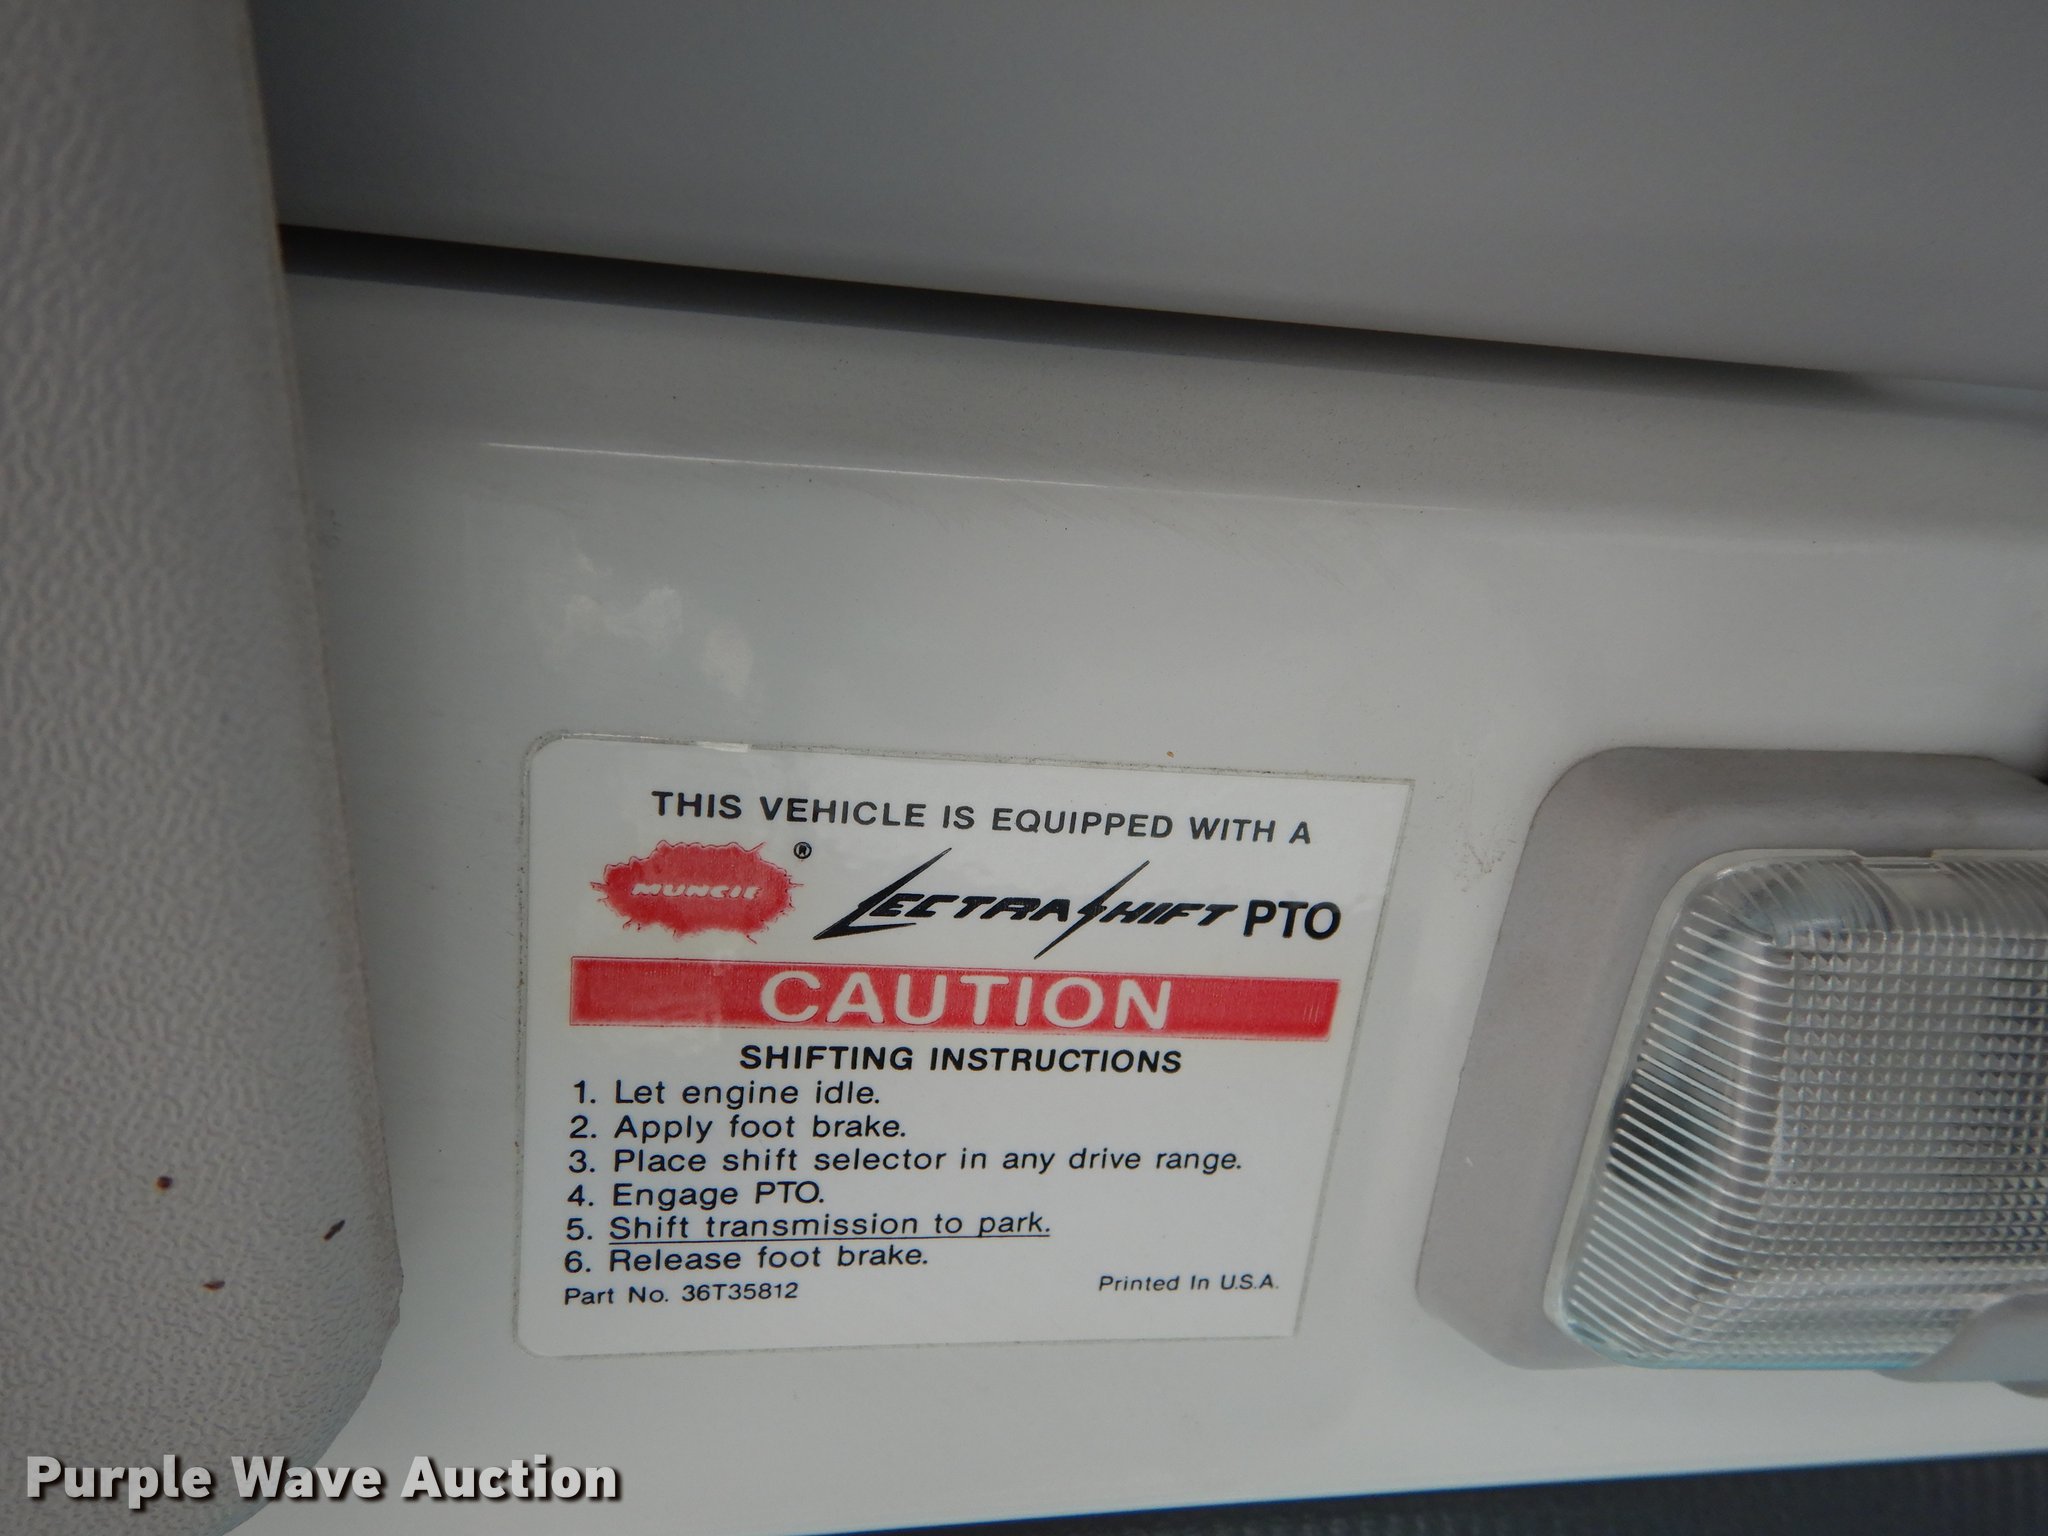 THIS VEHICLE IS EQUIPPED WITH A
MUNCIE ® LECTRASHIFT PTO
CAUTION
SHIFTING INSTRUCTIONS
1. Let engine idle.
2. Apply foot brake.
3. Place shift selector in any drive range.
4. Engage PTO.
5. Shift transmission to park.
6. Release foot brake.
Part No. 36T35812 Printed In U.S.A.
Purple Wave Auction